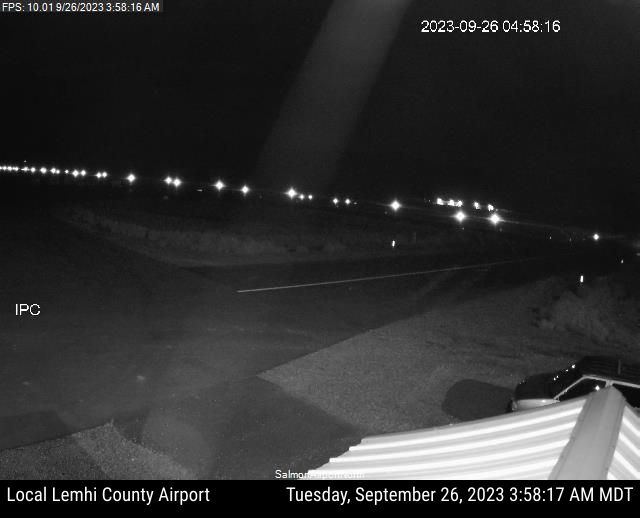 FPS: 10.01 9/26/2023 3:58:16 AM
2023-09-26 04:58:16
IPC
Local Lemhi County Airport
Tuesday, September 26, 2023 3:58:17 AM MDT